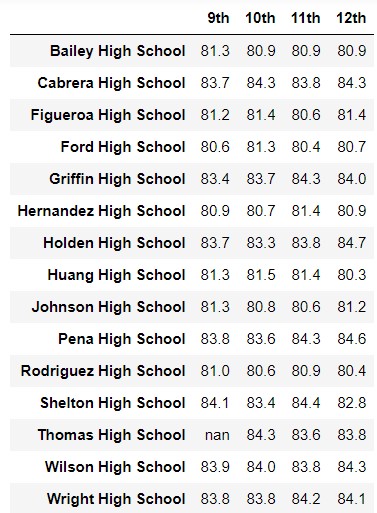 9th 10th 11th 12th
Bailey High School 81.3 80.9 80.9 80.9
Cabrera High School 83.7 84.3 83.8 84.3
Figueroa High School 81.2 81.4 80.6 81.4
Ford High School 80.6 81.3 80.4 80.7
Griffin High School 83.4 83.7 84.3 84.0
Hernandez High School 80.9 80.7 81.4 80.9
Holden High School 83.7 83.3 83.8 84.7
Huang High School 81.3 81.5 81.4 80.3
Johnson High School 81.3 80.8 80.6 81.2
Pena High School 83.8 83.6 84.3 84.6
Rodriguez High School 81.0 80.6 80.9 80.4
Shelton High School 84.1 83.4 84.4 82.8
Thomas High School nan 84.3 83.6 83.8
Wilson High School 83.9 84.0 83.8 84.3
Wright High School 83.8 83.8 84.2 84.1